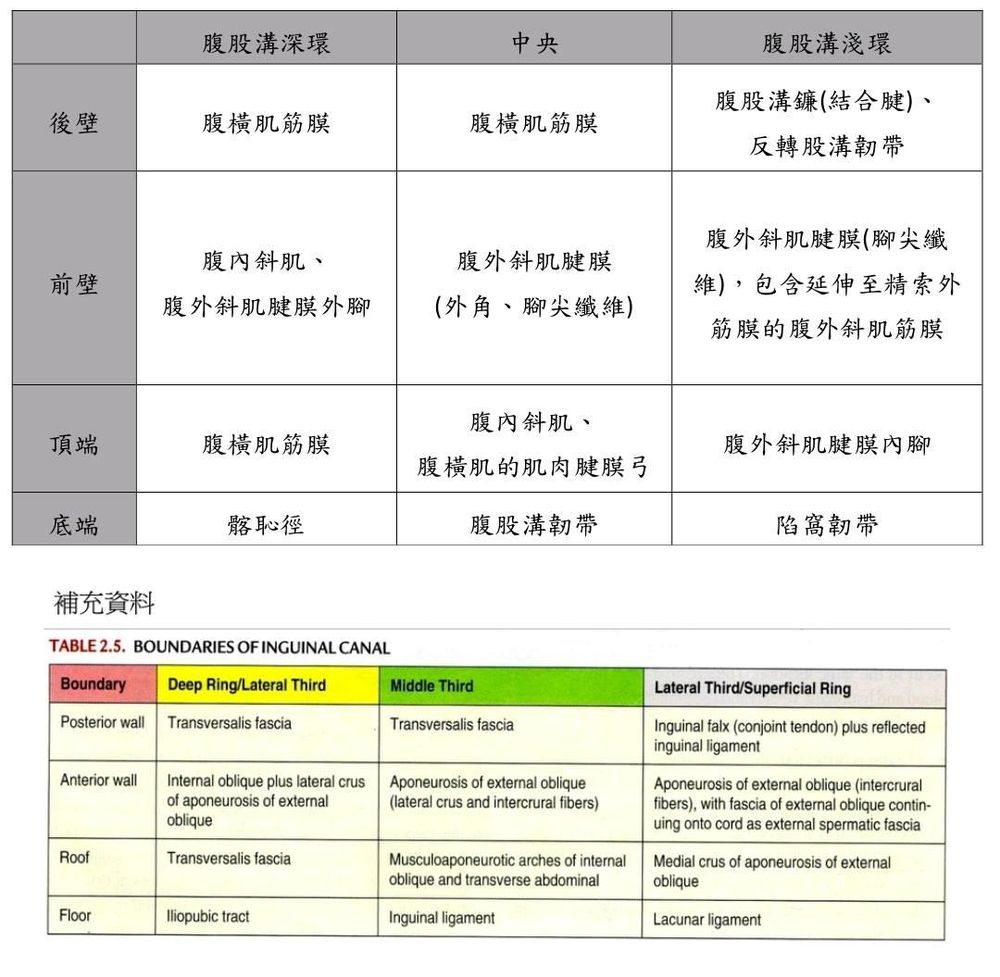 腹股溝深環 中央 腹股溝淺環
後壁 腹橫肌筋膜 腹橫肌筋膜 腹股溝鐮(結合腱)、
反轉股溝韌帶
前壁 腹內斜肌、
腹外斜肌腱膜外腳 腹外斜肌腱膜
(外角、腳尖纖維) 腹外斜肌腱膜(腳尖纖
維)，包含延伸至精索外
筋膜的腹外斜肌筋膜
頂端 腹橫肌筋膜 腹內斜肌、
腹橫肌的肌肉腱膜弓 腹外斜肌腱膜內腳
底端 髂恥徑 腹股溝韌帶 陷窩韌帶
補充資料
TABLE 2.5. BOUNDARIES OF INGUINAL CANAL
Boundary Deep Ring/Lateral Third Middle Third Lateral Third/Superficial Ring
Posterior wall Transversalis fascia Transversalis fascia Inguinal falx (conjoint tendon) plus reflected
inguinal ligament
Anterior wall Internal oblique plus lateral crus
of aponeurosis of external
oblique Aponeurosis of external oblique
(lateral crus and intercrural fibers) Aponeurosis of external oblique (intercrural
fibers), with fascia of external oblique contin-
uing onto cord as external spermatic fascia
Roof Transversalis fascia Musculoaponeurotic arches of internal
oblique and transverse abdominal Medial crus of aponeurosis of external
oblique
Floor Iliopubic tract Inguinal ligament Lacunar ligament